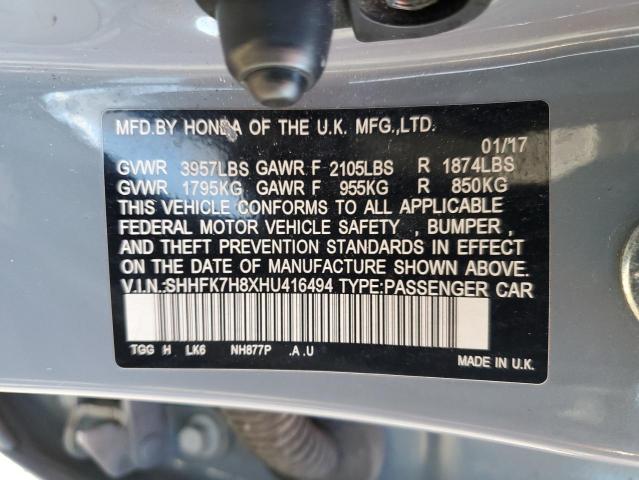 MFD.BY HONDA OF THE U.K. MFG.,LTD.
01/17
GVWR 3957LBS GAWR F 2105LBS R 1874LBS
GVWR 1795KG GAWR F 955KG R 850KG
THIS VEHICLE CONFORMS TO ALL APPLICABLE
FEDERAL MOTOR VEHICLE SAFETY , BUMPER ,
AND THEFT PREVENTION STANDARDS IN EFFECT
ON THE DATE OF MANUFACTURE SHOWN ABOVE.
V.I.N.:SHHFK7H8XHU416494 TYPE:PASSENGER CAR
TGG H LK6 NH877P .A .U
MADE IN U.K.